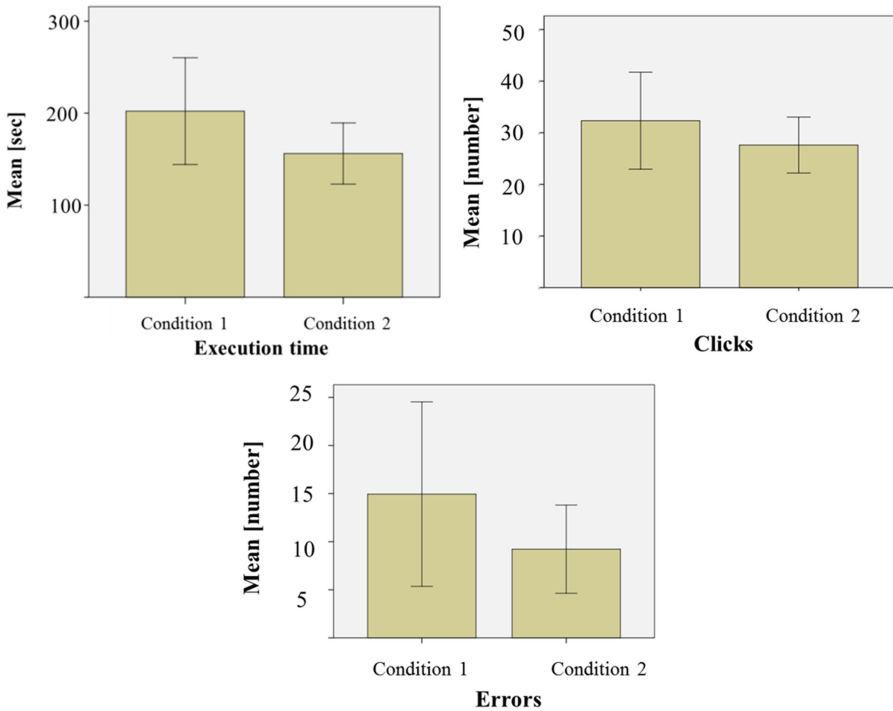 300
200
100
Mean [sec]
Condition 1
Condition 2
Execution time
50
40
30
20
10
Mean [number]
Condition 1
Condition 2
Clicks
25
20
15
10
5
Mean [number]
Condition 1
Condition 2
Errors